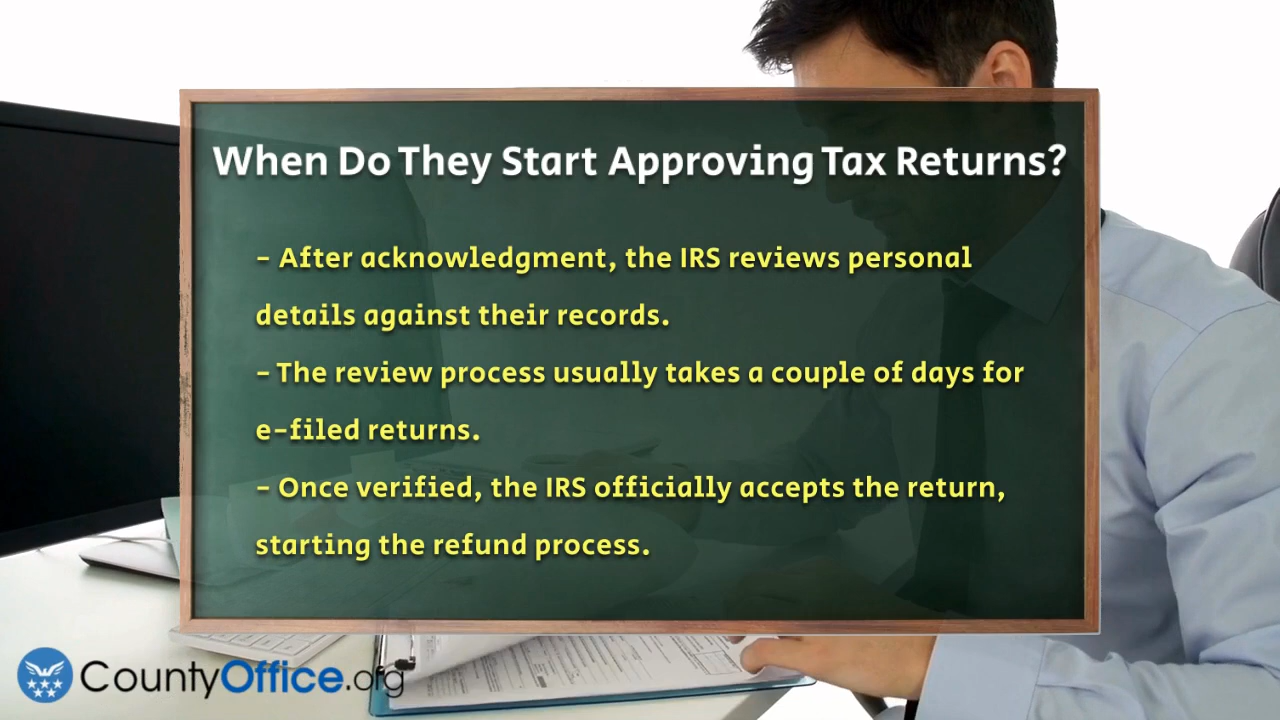 When Do They Start Approving Tax Returns?
– After acknowledgment, the IRS reviews personal
details against their records.
– The review process usually takes a couple of days for
e-filed returns.
– Once verified, the IRS officially accepts the return,
starting the refund process.
CountyOffice.org